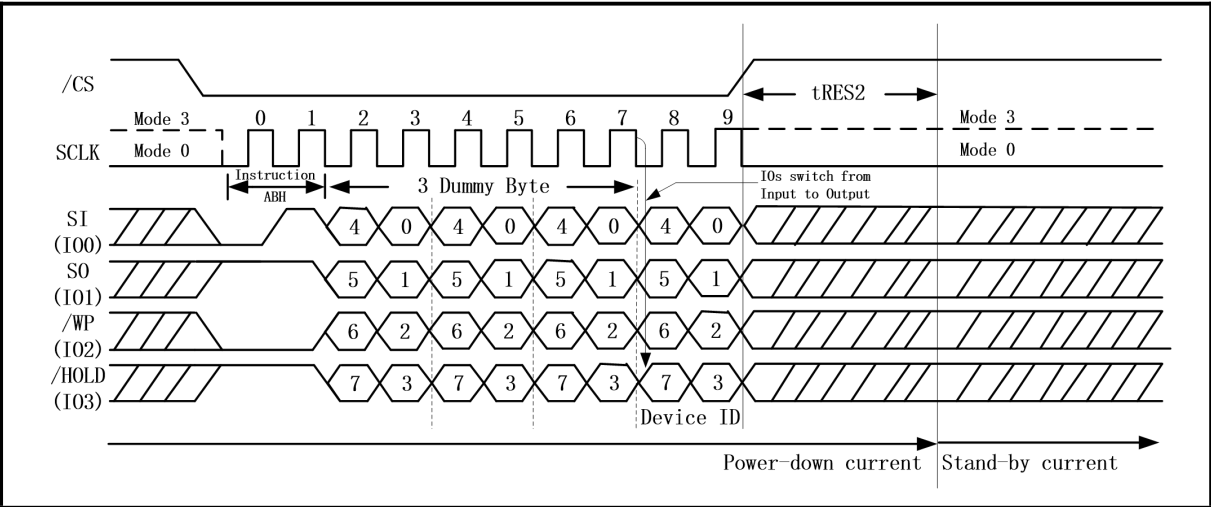 /CS
tRES2
Mode 3 0 1 2 3 4 5 6 7 8 9 Mode 3
SCLK Mode 0 Mode 0
Instruction
ABH
3 Dummy Byte
IOs switch from
Input to Output
SI
(IO0)
4 0 4 0 4 0 4 0
SO
(IO1)
5 1 5 1 5 1 5 1
/WP
(IO2)
6 2 6 2 6 2 6 2
/HOLD
(IO3)
7 3 7 3 7 3 7 3
Device ID
Power-down current Stand-by current